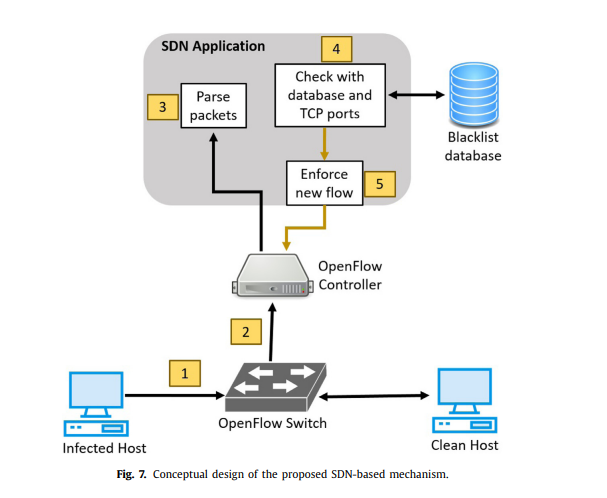 SDN Application
4
Check with
database and
TCP ports
3
Parse
packets
Blacklist
database
Enforce
new flow
5
OpenFlow
Controller
2
1
OpenFlow Switch
Infected Host
Clean Host
Fig. 7. Conceptual design of the proposed SDN-based mechanism.